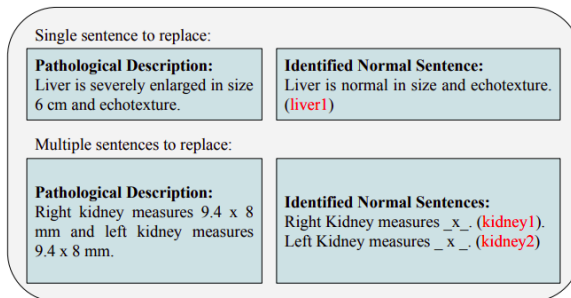 Single sentence to replace:
Pathological Description:
Liver is severely enlarged in size
6 cm and echotexture.
Identified Normal Sentence:
Liver is normal in size and echotexture.
(liver1)
Multiple sentences to replace:
Pathological Description:
Right kidney measures 9.4 x 8
mm and left kidney measures
9.4 x 8 mm.
Identified Normal Sentences:
Right Kidney measures _x_. (kidney1).
Left Kidney measures _ x _. (kidney2)